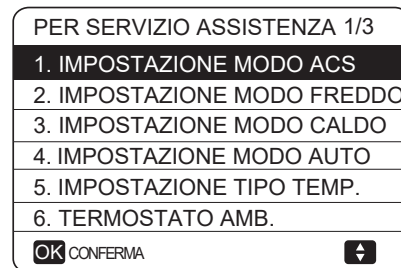 PER SERVIZIO ASSISTENZA 1/3
1. IMPOSTAZIONE MODO ACS
2. IMPOSTAZIONE MODO FREDDO
3. IMPOSTAZIONE MODO CALDO
4. IMPOSTAZIONE MODO AUTO
5. IMPOSTAZIONE TIPO TEMP.
6. TERMOSTATO AMB.
OK CONFERMA